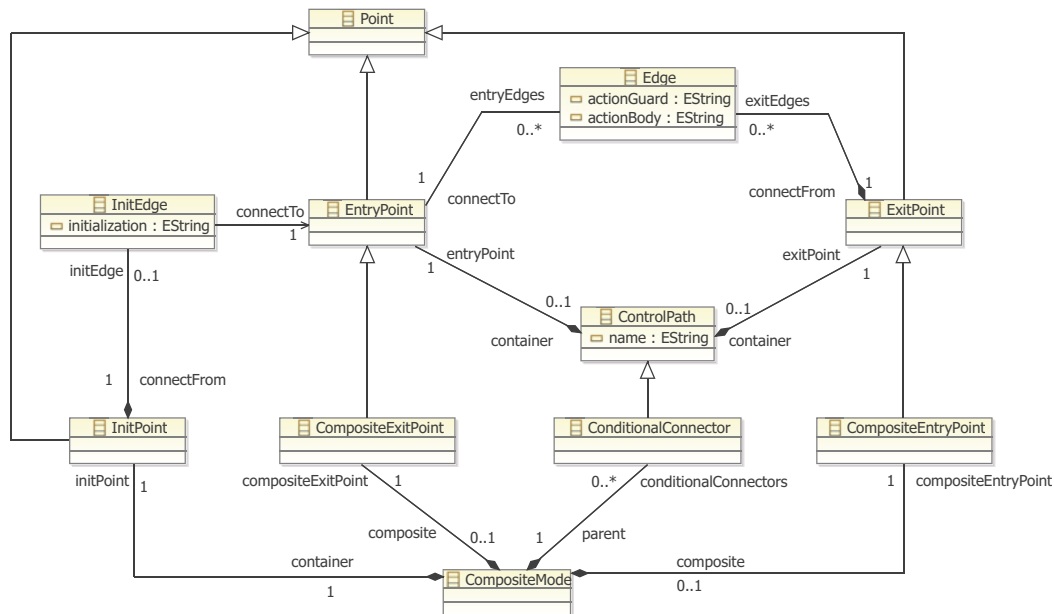 Point
Edge
actionGuard : EString
actionBody : EString
entryEdges
0..*
exitEdges
0..*
1
connectTo
connectFrom
1
InitEdge
initialization : EString
connectTo
1
EntryPoint
ExitPoint
initEdge
0..1
1
entryPoint
exitPoint
1
0..1
container
ControlPath
name : EString
0..1
container
1
connectFrom
InitPoint
CompositeExitPoint
ConditionalConnector
CompositeEntryPoint
initPoint
1
compositeExitPoint
1
0..*
conditionalConnectors
1
compositeEntryPoint
composite
0..1
1
parent
container
1
composite
0..1
CompositeMode